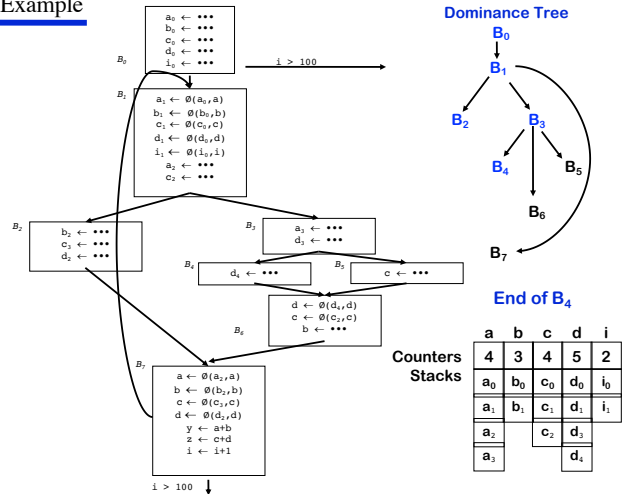 Example
B₀
a₀ ← •••
b₀ ← •••
c₀ ← •••
d₀ ← •••
i₀ ← •••
i > 100
B₁
a₁ ← Ø(a₀,a)
b₁ ← Ø(b₀,b)
c₁ ← Ø(c₀,c)
d₁ ← Ø(d₀,d)
i₁ ← Ø(i₀,i)
a₂ ← •••
c₂ ← •••
B₂
b₂ ← •••
c₃ ← •••
d₂ ← •••
B₃
a₃ ← •••
d₃ ← •••
B₄
d₄ ← •••
B₅
c ← •••
B₆
d ← Ø(d₄,d)
c ← Ø(c₂,c)
b ← •••
B₇
a ← Ø(a₂,a)
b ← Ø(b₂,b)
c ← Ø(c₃,c)
d ← Ø(d₂,d)
y ← a+b
z ← c+d
i ← i+1
i > 100
Dominance Tree
B₀
B₁
B₂ B₃
B₄ B₅
B₆
B₇
End of B₄
a b c d i
Counters 4 3 4 5 2
Stacks a₀ b₀ c₀ d₀ i₀
a₁ b₁ c₁ d₁ i₁
a₂ c₂ d₃
a₃ d₄